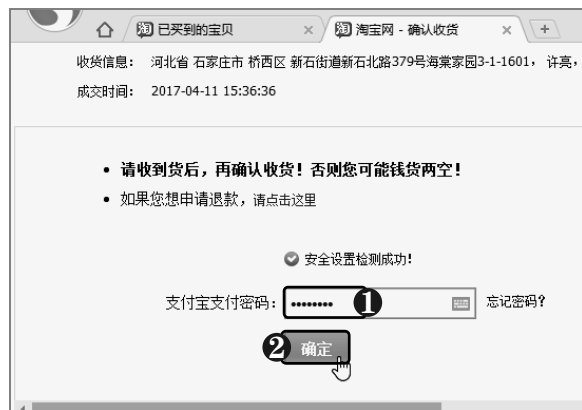 淘 已买到的宝贝 × 淘 淘宝网 - 确认收货 × +
收货信息： 河北省 石家庄市 桥西区 新石街道新石北路379号海棠家园3-1-1601， 许亮，
成交时间： 2017-04-11 15:36:36
• 请收到货后，再确认收货！否则您可能钱货两空！
• 如果您想申请退款，请点击这里
安全设置检测成功!
支付宝支付密码： •••••••• 1 忘记密码?
2 确定